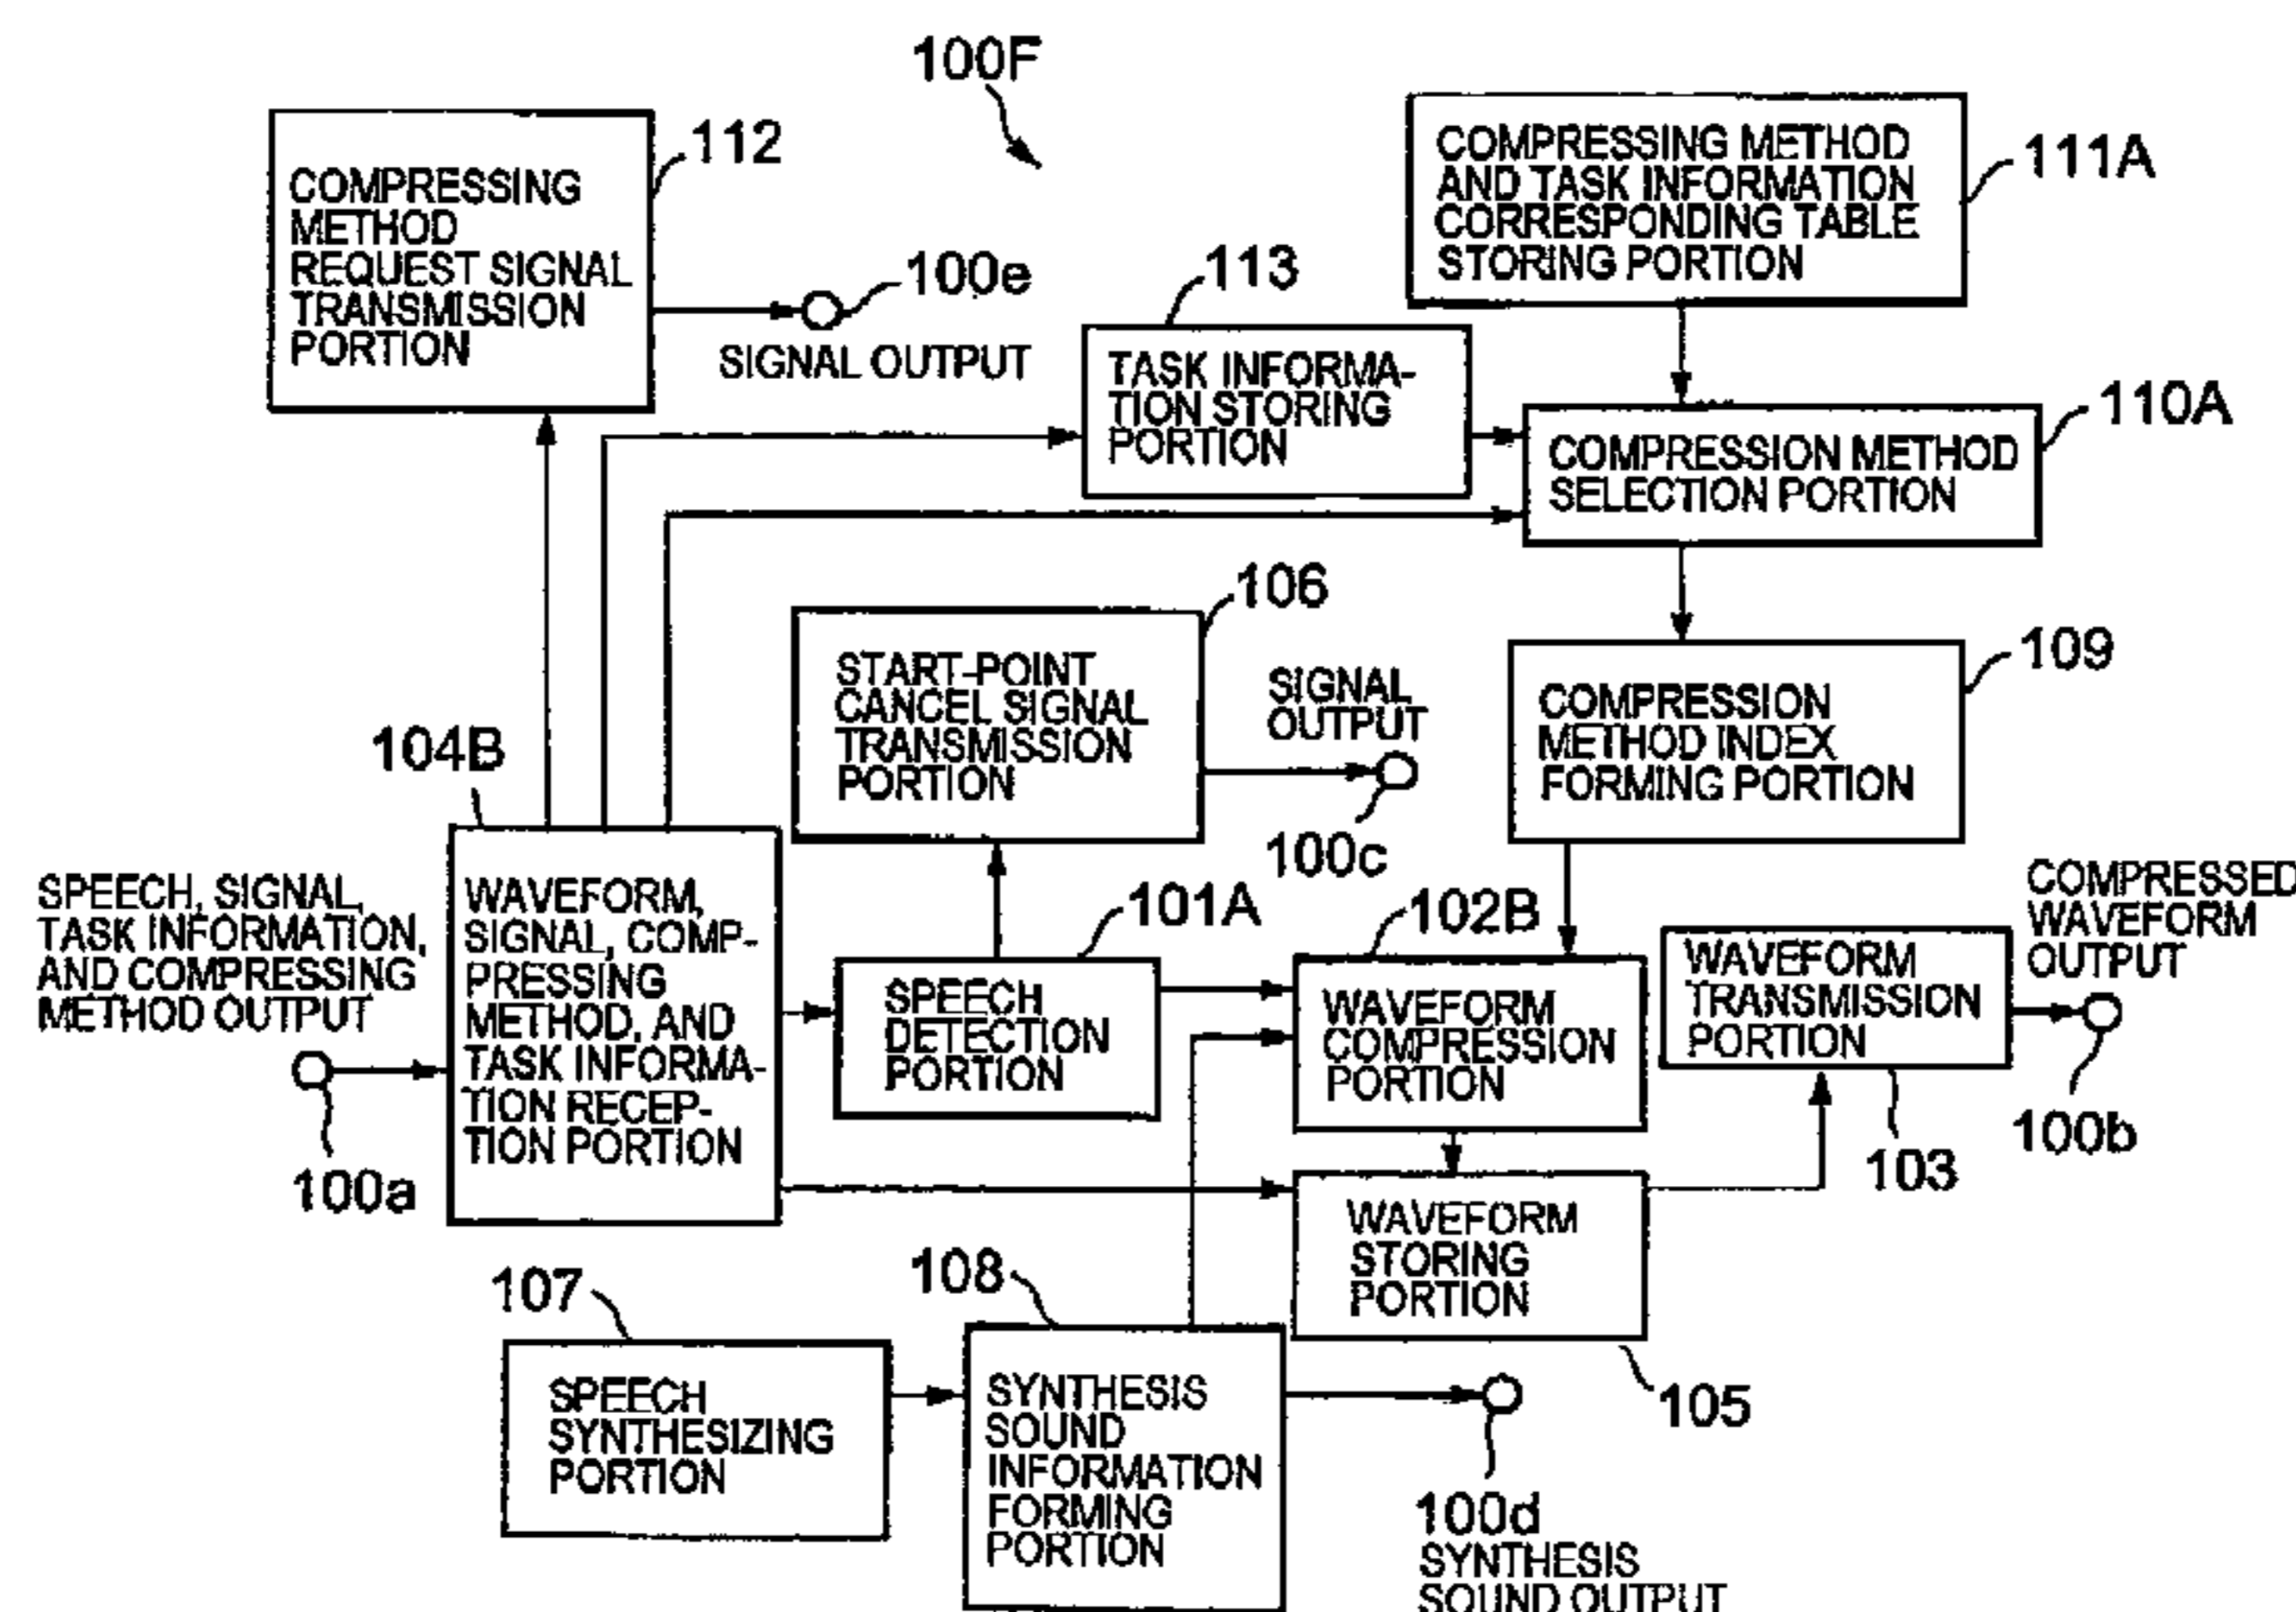 100F
112
COMPRESSING
METHOD
REQUEST SIGNAL
TRANSMISSION
PORTION
100e
SIGNAL OUTPUT
COMPRESSING METHOD
AND TASK INFORMATION
CORRESPONDING TABLE
STORING PORTION
111A
113
TASK INFORMA-
TION STORING
PORTION
110A
COMPRESSION METHOD
SELECTION PORTION
106
START-POINT
CANCEL SIGNAL
TRANSMISSION
PORTION
SIGNAL
OUTPUT
100c
109
COMPRESSION
METHOD INDEX
FORMING PORTION
104B
SPEECH, SIGNAL,
TASK INFORMATION,
AND COMPRESSING
METHOD OUTPUT
100a
WAVEFORM,
SIGNAL, COMP-
PRESSING
METHOD, AND
TASK INFORMA-
TION RECEP-
TION PORTION
101A
SPEECH
DETECTION
PORTION
102B
WAVEFORM
COMPRESSION
PORTION
WAVEFORM
TRANSMISSION
PORTION
103
COMPRESSED
WAVEFORM
OUTPUT
100b
WAVEFORM
STORING
PORTION
105
107
SPEECH
SYNTHESIZING
PORTION
108
SYNTHESIS
SOUND
INFORMATION
FORMING
PORTION
100d
SYNTHESIS
SOUND OUTPUT